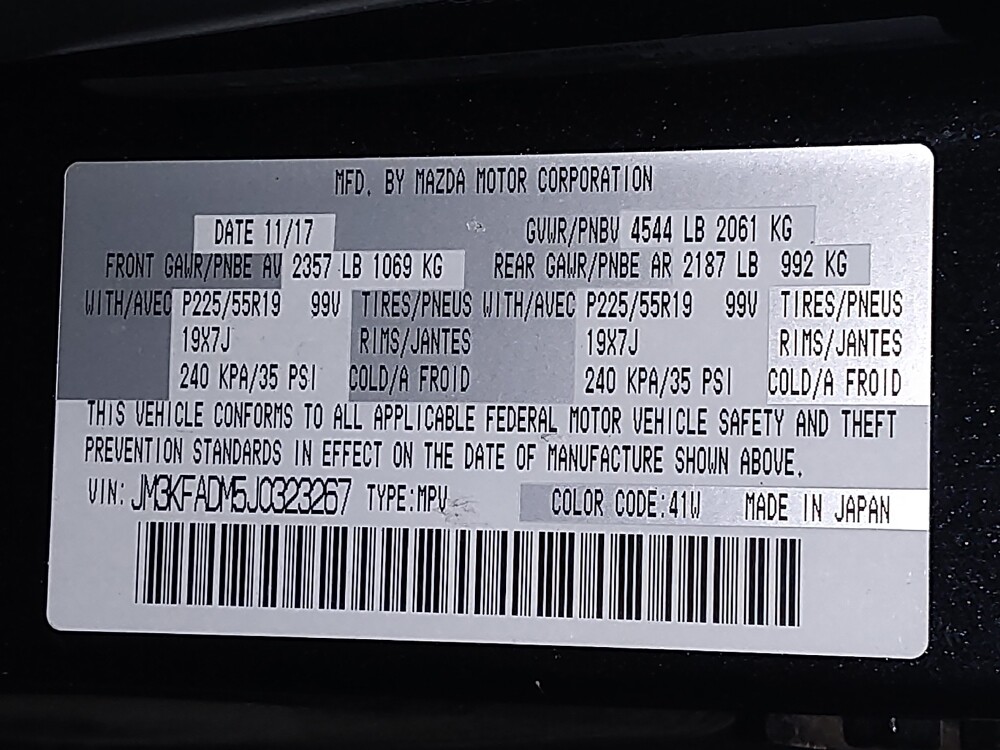 MFD. BY MAZDA MOTOR CORPORATION
DATE 11/17 GVWR/PNBV 4544 LB 2061 KG
FRONT GAWR/PNBE AV 2357 LB 1069 KG REAR GAWR/PNBE AR 2187 LB 992 KG
WITH/AVEC P225/55R19 99V TIRES/PNEUS WITH/AVEC P225/55R19 99V TIRES/PNEUS
19X7J RIMS/JANTES 19X7J RIMS/JANTES
240 KPA/35 PSI COLD/A FROID 240 KPA/35 PSI COLD/A FROID
THIS VEHICLE CONFORMS TO ALL APPLICABLE FEDERAL MOTOR VEHICLE SAFETY AND THEFT
PREVENTION STANDARDS IN EFFECT ON THE DATE OF MANUFACTURE SHOWN ABOVE.
VIN: JM3KFADM5J0323267 TYPE:MPV COLOR CODE:41W MADE IN JAPAN